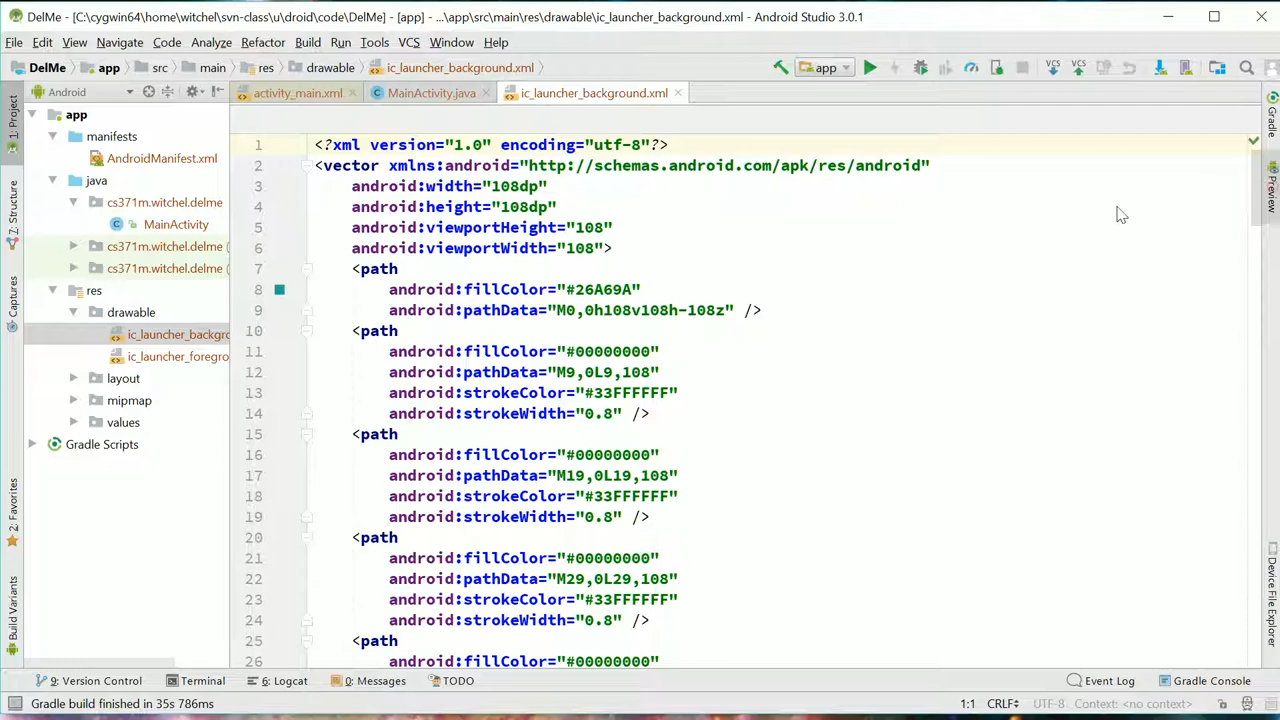 DelMe [C:\cygwin64\home\witchel\svn-class\u\droid\code\DelMe] - [app] - ...\app\src\main\res\drawable\ic_launcher_background.xml - Android Studio 3.0.1
File Edit View Navigate Code Analyze Refactor Build Run Tools VCS Window Help
DelMe app src main res drawable ic_launcher_background.xml app VCS VCS
Android activity_main.xml MainActivity.java ic_launcher_background.xml
1: Project
7: Structure
Captures
2: Favorites
Build Variants
app
manifests
AndroidManifest.xml
java
cs371m.witchel.delme
MainActivity
cs371m.witchel.delme (
cs371m.witchel.delme (
res
drawable
ic_launcher_backgro
ic_launcher_foregro
layout
mipmap
values
Gradle Scripts
1 <?xml version="1.0" encoding="utf-8"?>
2 <vector xmlns:android="http://schemas.android.com/apk/res/android"
3 android:width="108dp"
4 android:height="108dp"
5 android:viewportHeight="108"
6 android:viewportWidth="108">
7 <path
8 android:fillColor="#26A69A"
9 android:pathData="M0,0h108v108h-108z" />
10 <path
11 android:fillColor="#00000000"
12 android:pathData="M9,0L9,108"
13 android:strokeColor="#33FFFFFF"
14 android:strokeWidth="0.8" />
15 <path
16 android:fillColor="#00000000"
17 android:pathData="M19,0L19,108"
18 android:strokeColor="#33FFFFFF"
19 android:strokeWidth="0.8" />
20 <path
21 android:fillColor="#00000000"
22 android:pathData="M29,0L29,108"
23 android:strokeColor="#33FFFFFF"
24 android:strokeWidth="0.8" />
25 <path
26 android:fillColor="#00000000"
Gradle
Preview
Device File Explorer
9: Version Control Terminal 6: Logcat 0: Messages TODO Event Log Gradle Console
Gradle build finished in 35s 786ms 1:1 CRLF UTF-8 Context: <no context>